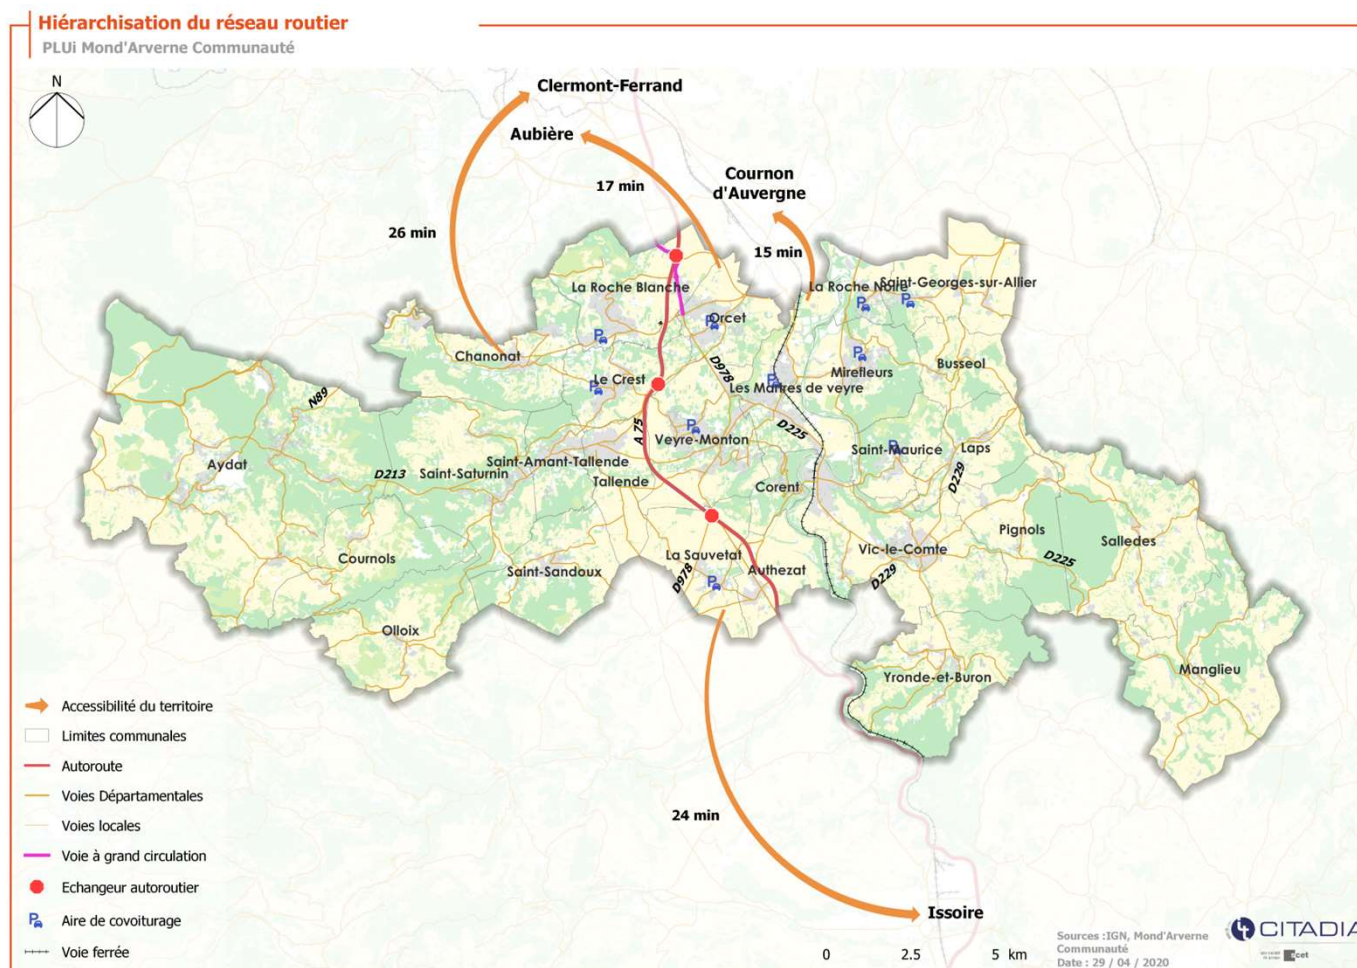 Hiérarchisation du réseau routier
PLUi Mond'Arverne Communauté
N
Clermont-Ferrand
Aubière
Cournon
d'Auvergne
17 min
26 min
15 min
La Roche Blanche
La Roche Noire
Saint-Georges-sur-Allier
Orcet
Chanonat
D978
Busseol
Le Crest
Mirefleurs
Les Martres de veyre
N89
A 75
Veyre-Monton
D225
Saint-Maurice
Laps
Aydat
D213
Saint-Saturnin
Saint-Amant-Tallende
Tallende
Corent
D229
Pignols
Salledes
Cournols
Saint-Sandoux
La Sauvetat
Authezat
Vic-le-Comte
D225
D978
D229
Olloix
Yronde-et-Buron
Manglieu
24 min
Issoire
Accessibilité du territoire
Limites communales
Autoroute
Voies Départementales
Voies locales
Voie à grand circulation
Echangeur autoroutier
Aire de covoiturage
Voie ferrée
0 2.5 5 km
Sources :IGN, Mond'Arverne
Communauté
Date : 29 / 04 / 2020
CITADIA